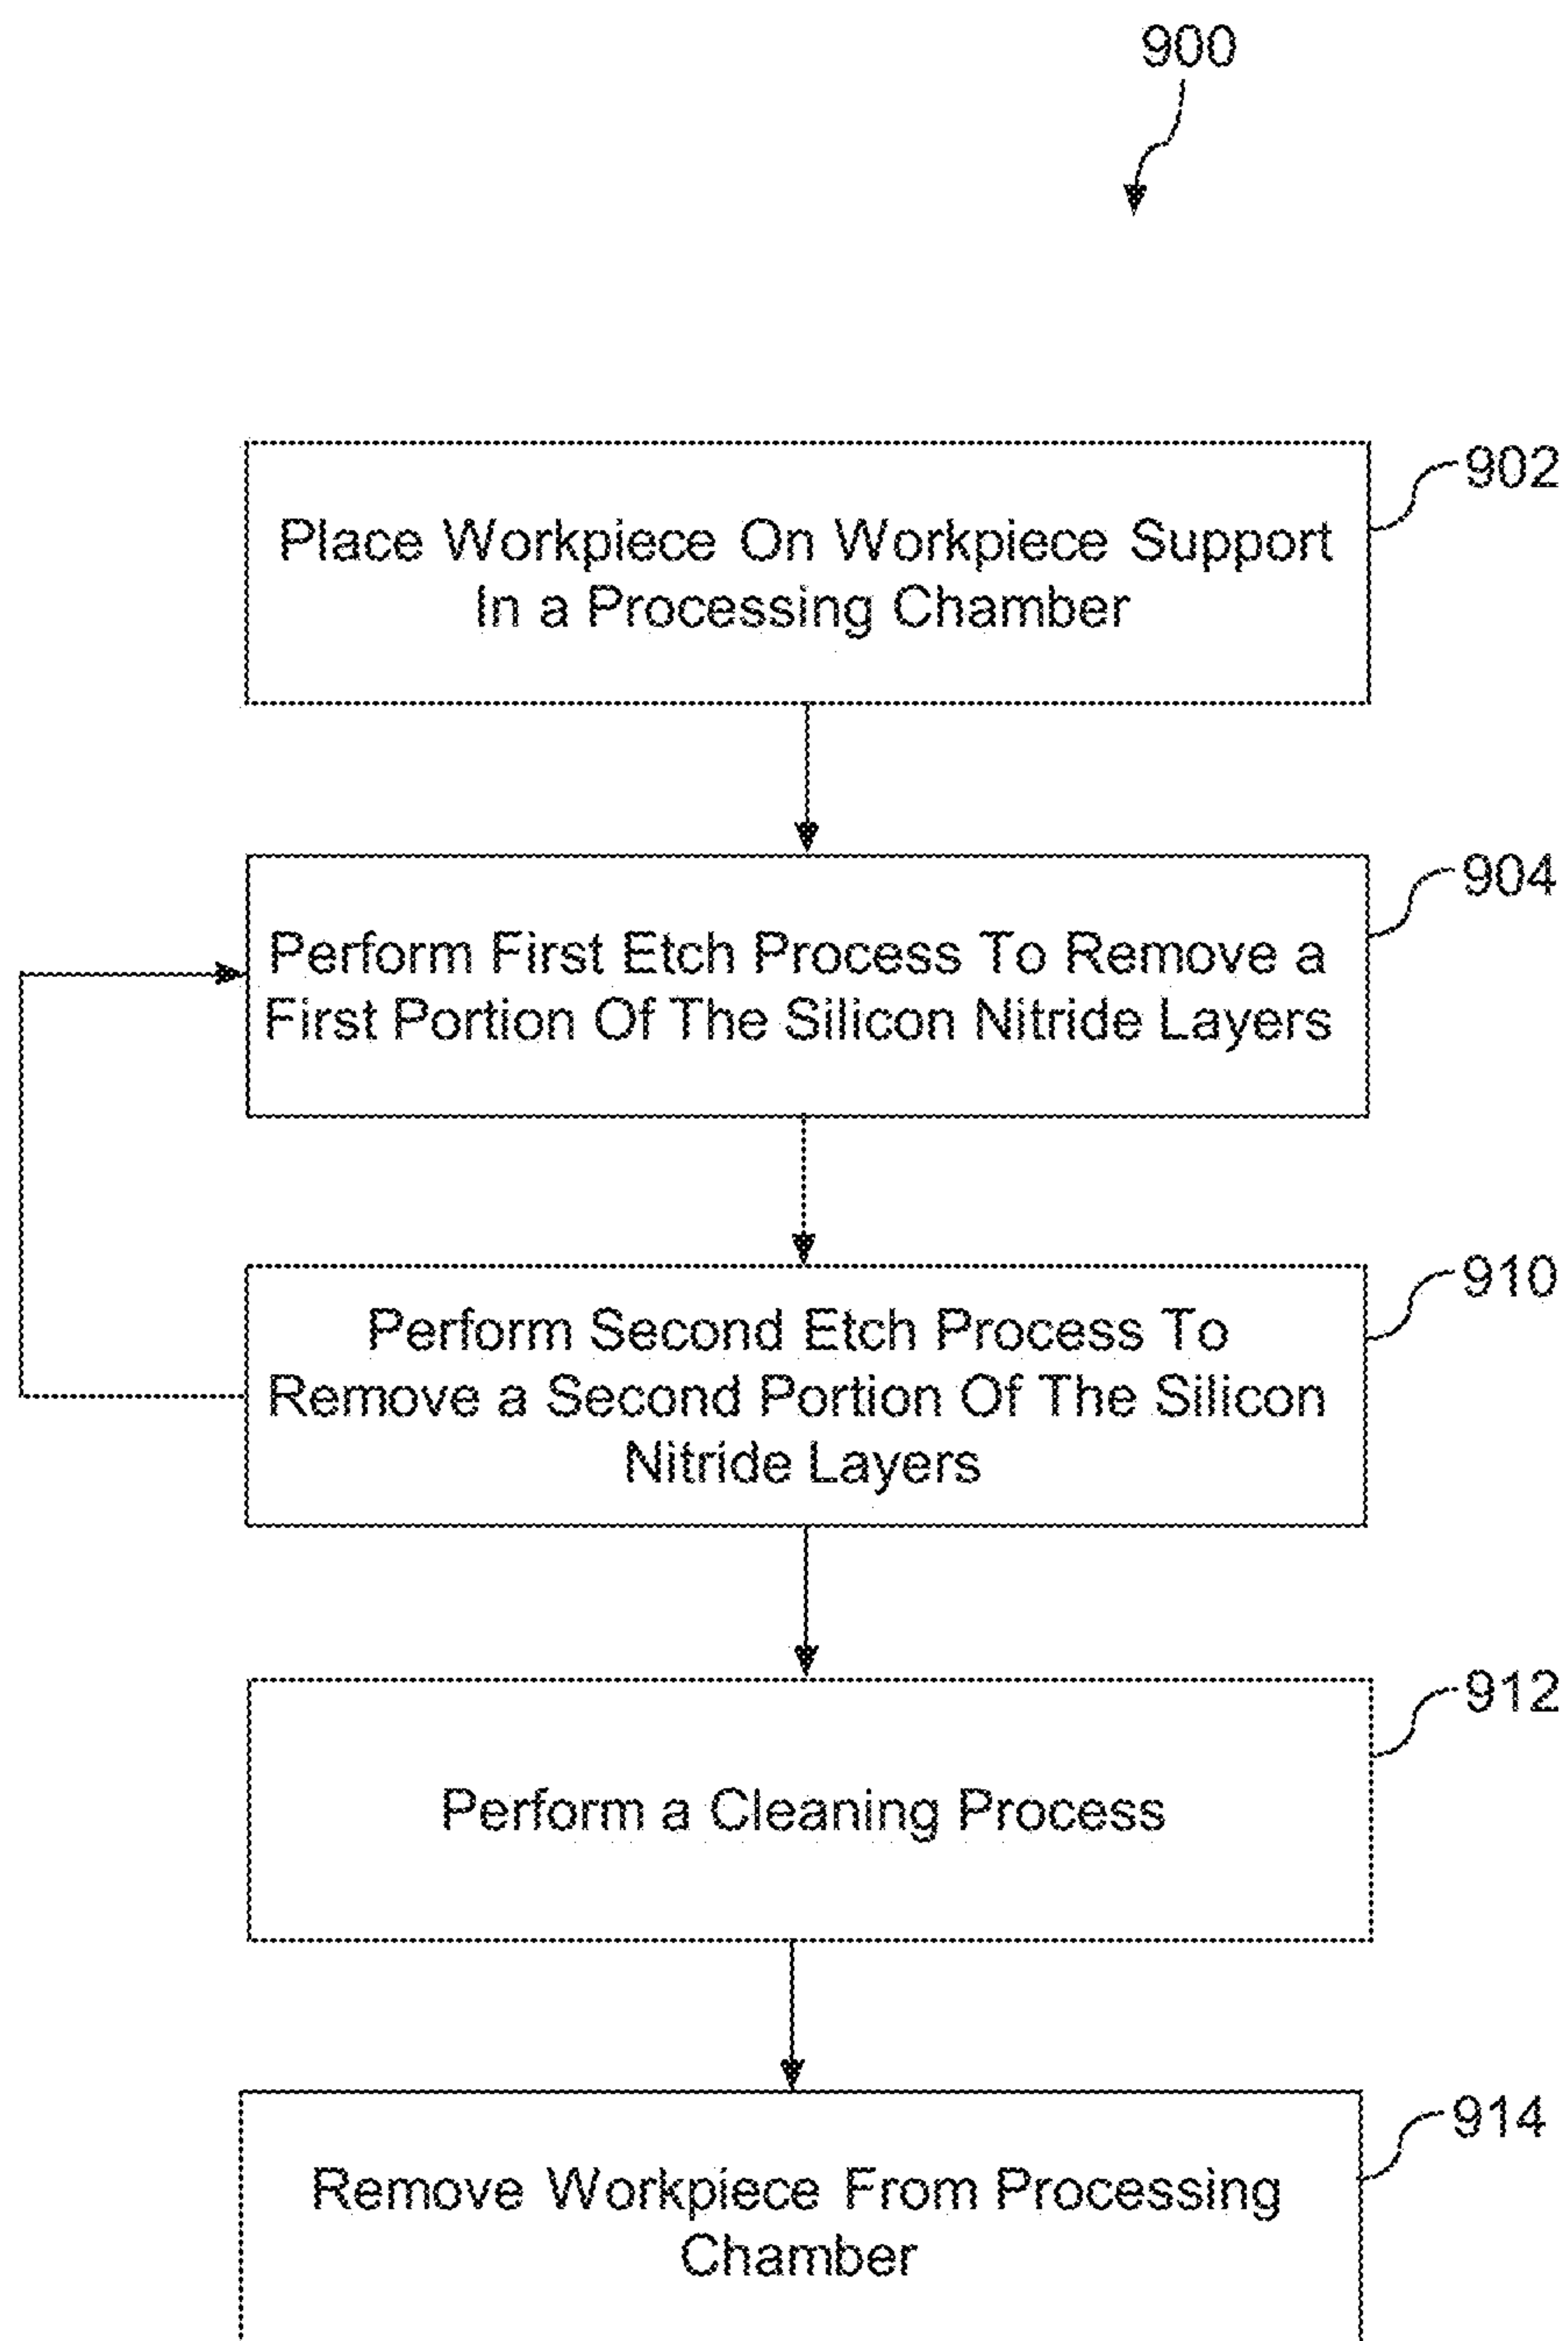 900
902
Place Workpiece On Workpiece Support
In a Processing Chamber
904
Perform First Etch Process To Remove a
First Portion Of The Silicon Nitride Layers
910
Perform Second Etch Process To
Remove a Second Portion Of The Silicon
Nitride Layers
912
Perform a Cleaning Process
914
Remove Workpiece From Processing
Chamber